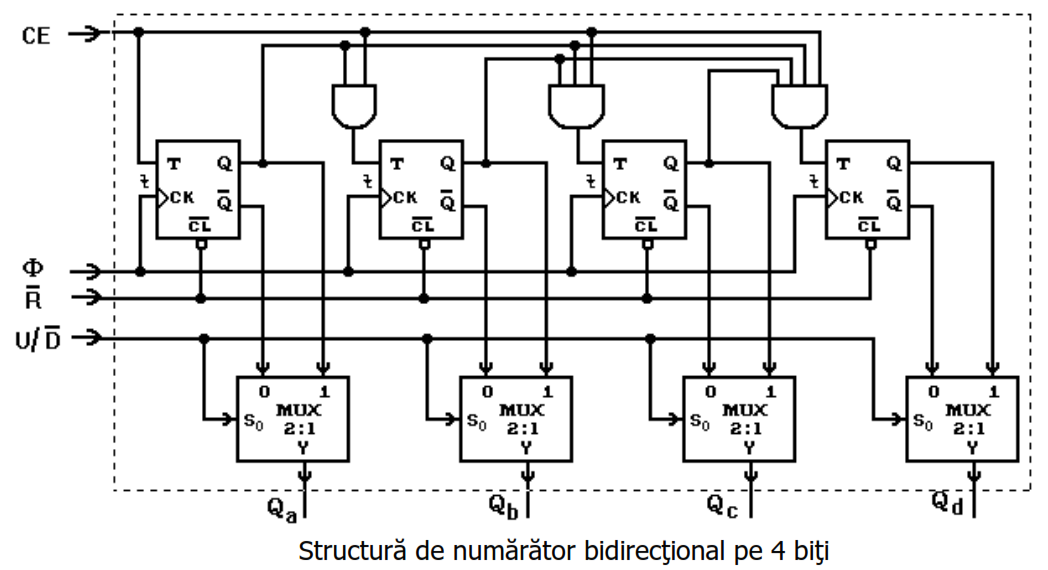 CE
T Q T Q T Q T Q
CK Q̅ CK Q̅ CK Q̅ CK Q̅
C̅L̅ C̅L̅ C̅L̅ C̅L̅
Φ
R̅
U/D̅
0 1 0 1 0 1 0 1
MUX MUX MUX MUX
S₀ 2:1 S₀ 2:1 S₀ 2:1 S₀ 2:1
Y Y Y Y
Qa Qb Qc Qd
Structură de numărător bidirecţional pe 4 biţi